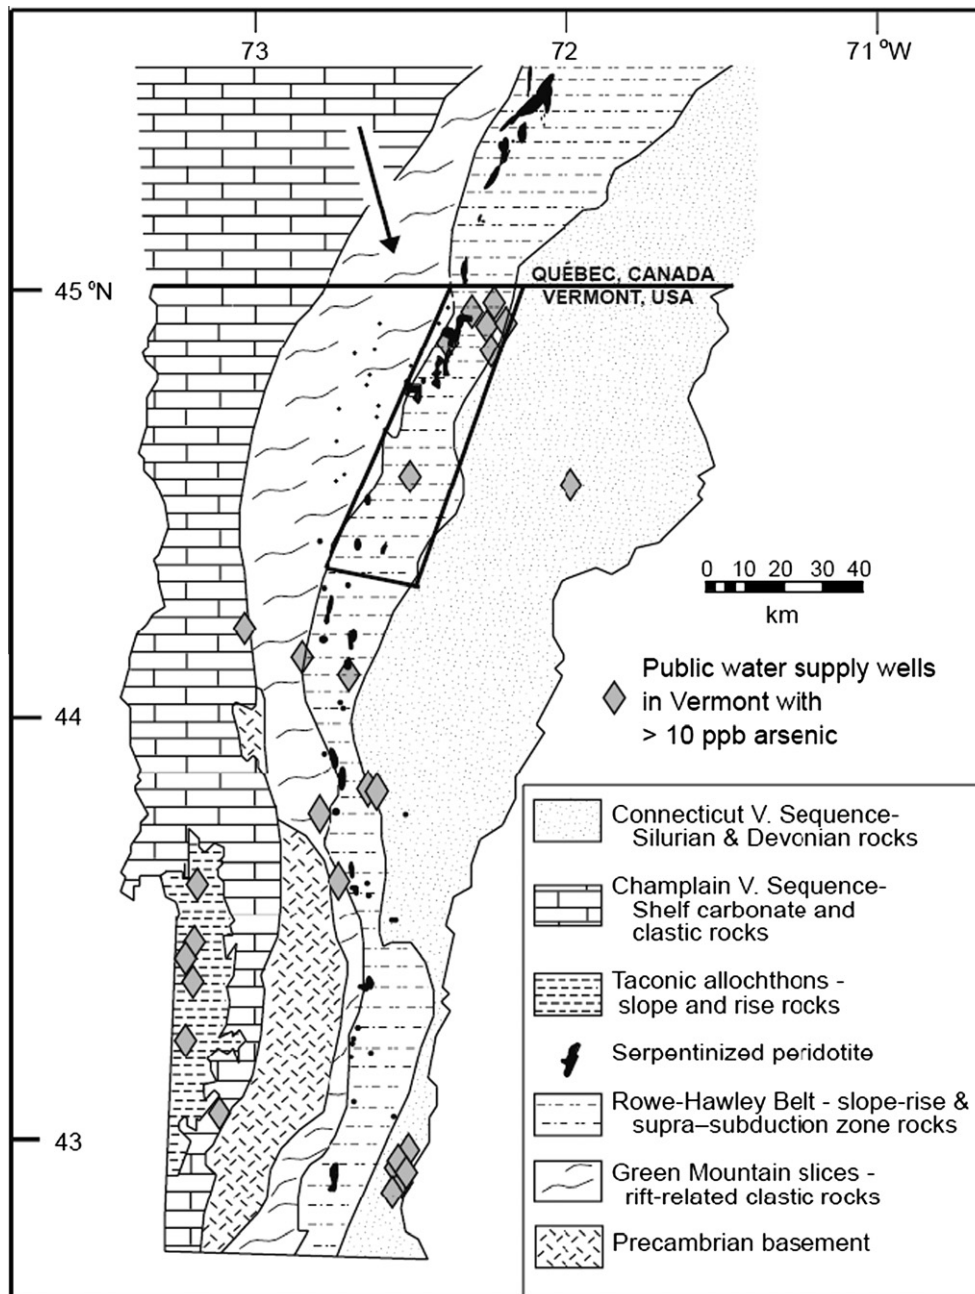 73
72
71 ºW
QUÉBEC, CANADA
45 ºN
VERMONT, USA
0 10 20 30 40
km
Public water supply wells
in Vermont with
> 10 ppb arsenic
44
Connecticut V. Sequence-
Silurian & Devonian rocks
Champlain V. Sequence-
Shelf carbonate and
clastic rocks
Taconic allochthons -
slope and rise rocks
Serpentinized peridotite
Rowe-Hawley Belt - slope-rise &
supra–subduction zone rocks
43
Green Mountain slices -
rift-related clastic rocks
Precambrian basement